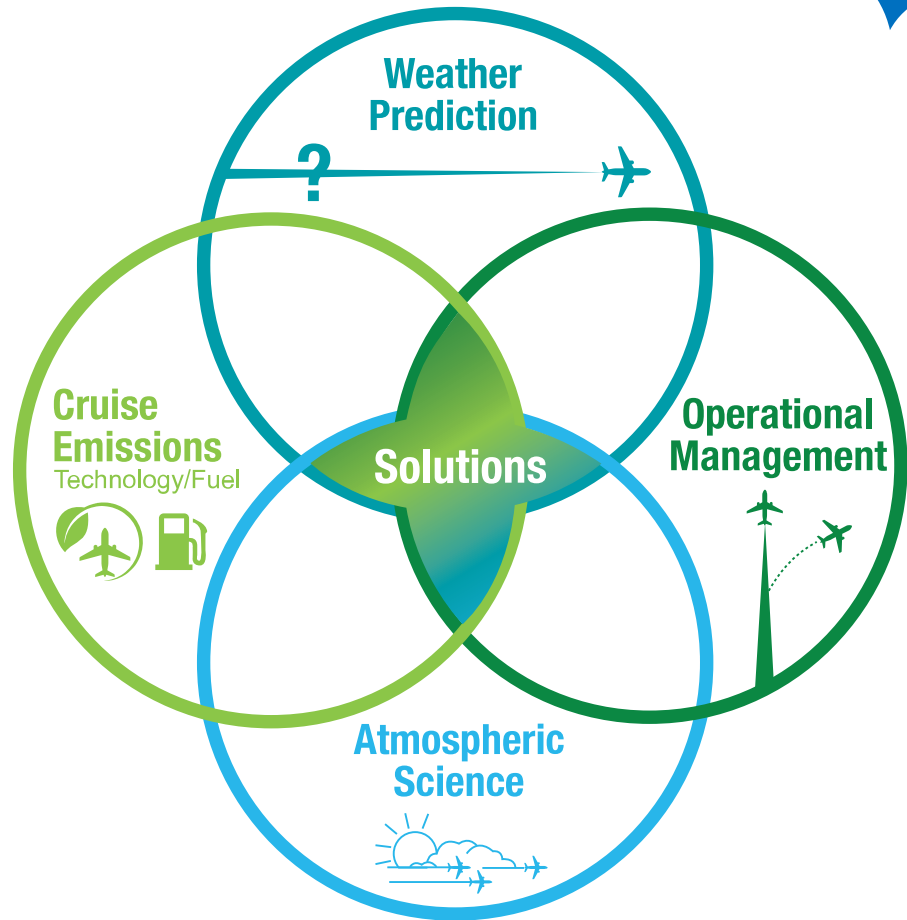 Weather
Prediction
?
Cruise
Emissions
Technology/Fuel
Operational
Management
Solutions
Atmospheric
Science